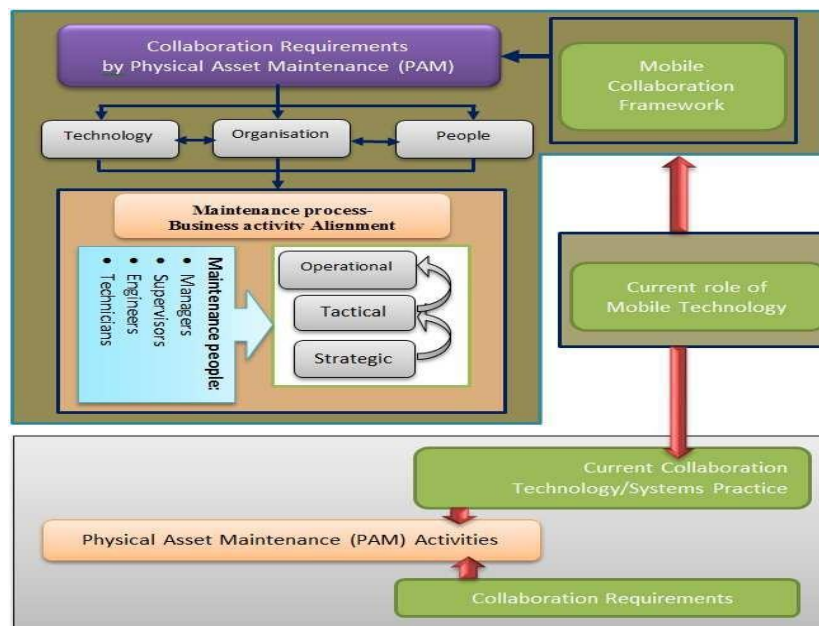 Collaboration Requirements
by Physical Asset Maintenance (PAM)
Mobile
Collaboration
Framework
Technology
Organisation
People
Maintenance process-
Business activity Alignment
Maintenance people:
• Managers
• Supervisors
• Engineers
• Technicians
Operational
Tactical
Strategic
Current role of
Mobile Technology
Current Collaboration
Technology/Systems Practice
Physical Asset Maintenance (PAM) Activities
Collaboration Requirements